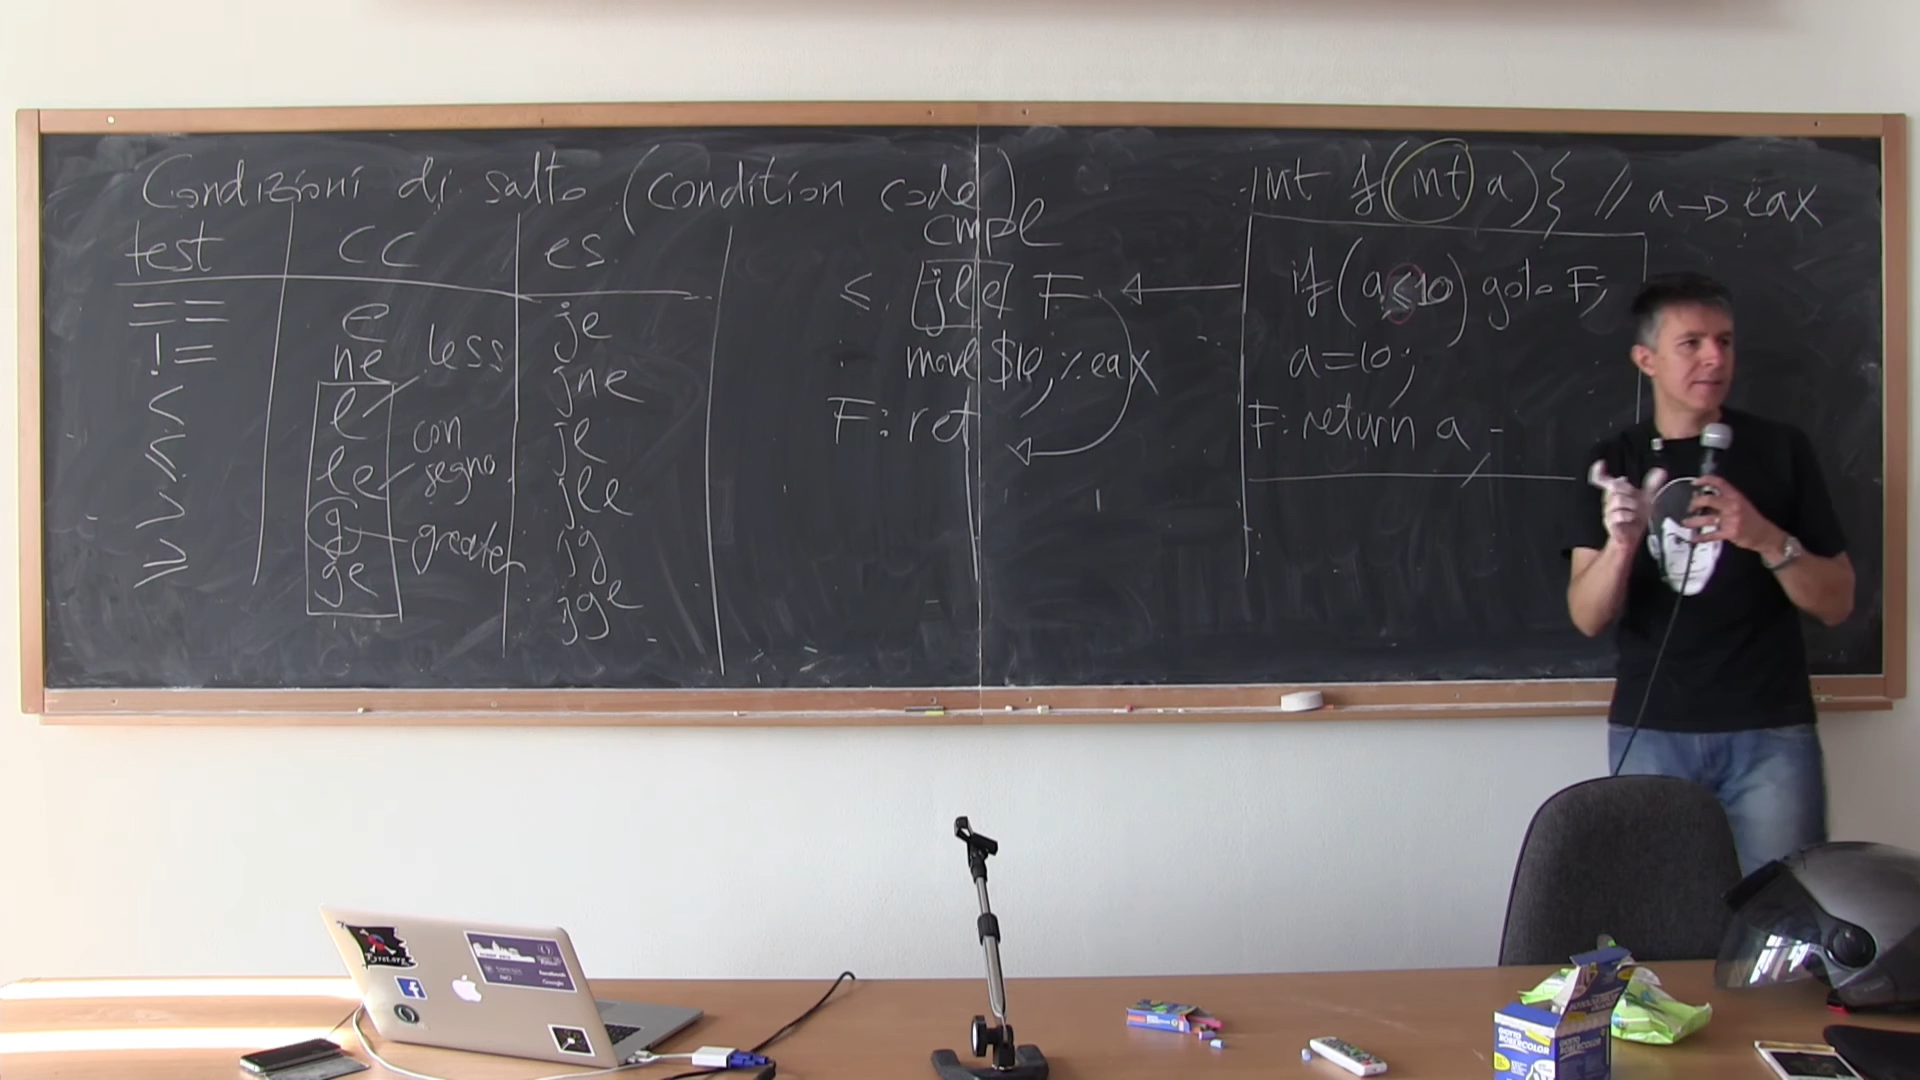 Condizioni di salto (condition code)
test CC es.
== e je
!= ne jne
< l less jl
<= le con segno jle
> g greater jg
>= ge jge
cmpl
≤ jle F
movl $10, %eax
F: ret
int f(int a){ // a → eax
if(a≤10) goto F;
a=10;
F: return a